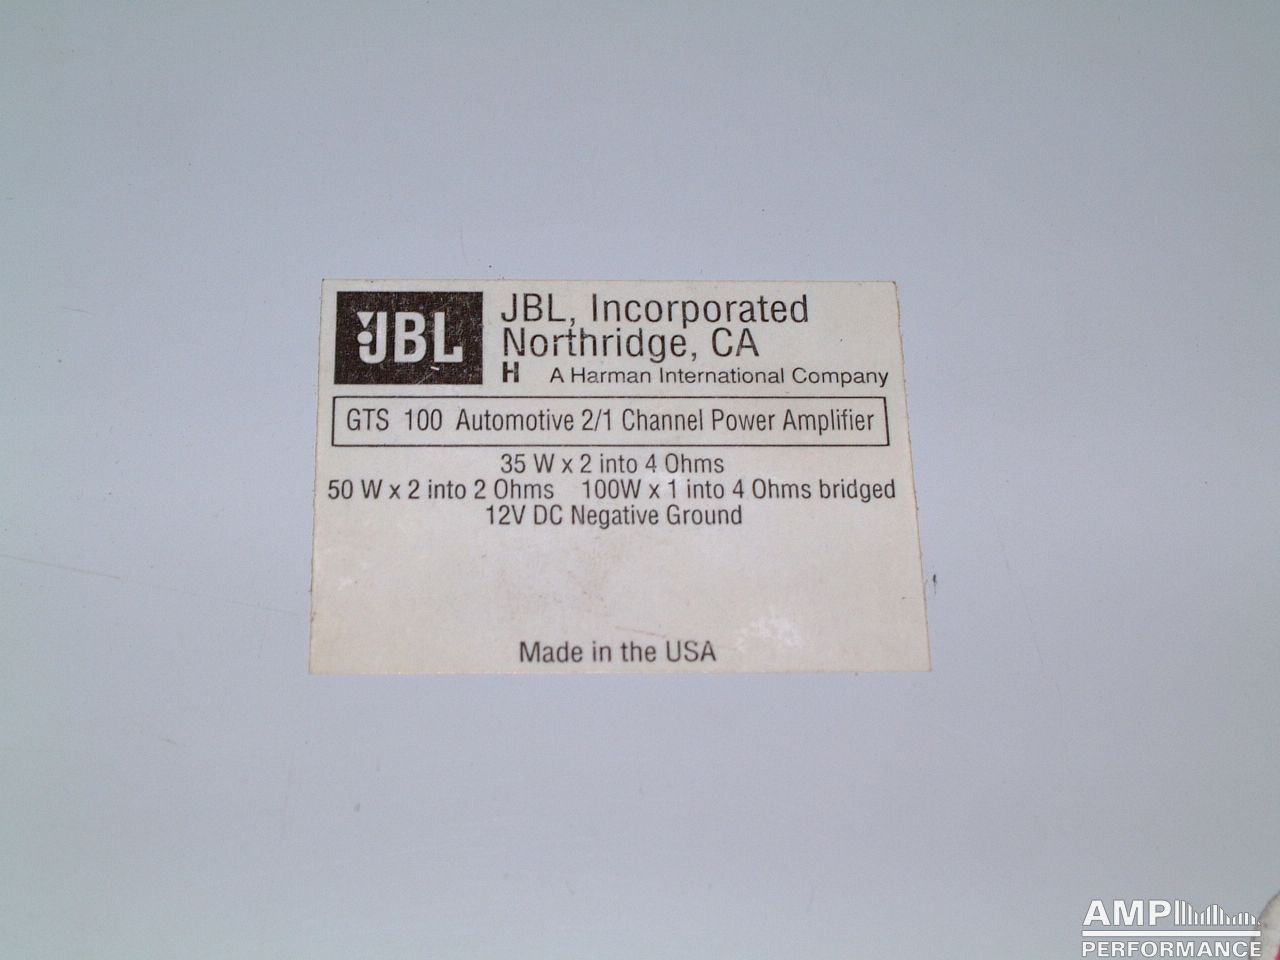 JBL
JBL, Incorporated
Northridge, CA
H A Harman International Company
GTS 100 Automotive 2/1 Channel Power Amplifier
35 W x 2 into 4 Ohms
50 W x 2 into 2 Ohms 100W x 1 into 4 Ohms bridged
12V DC Negative Ground
Made in the USA
AMP
PERFORMANCE